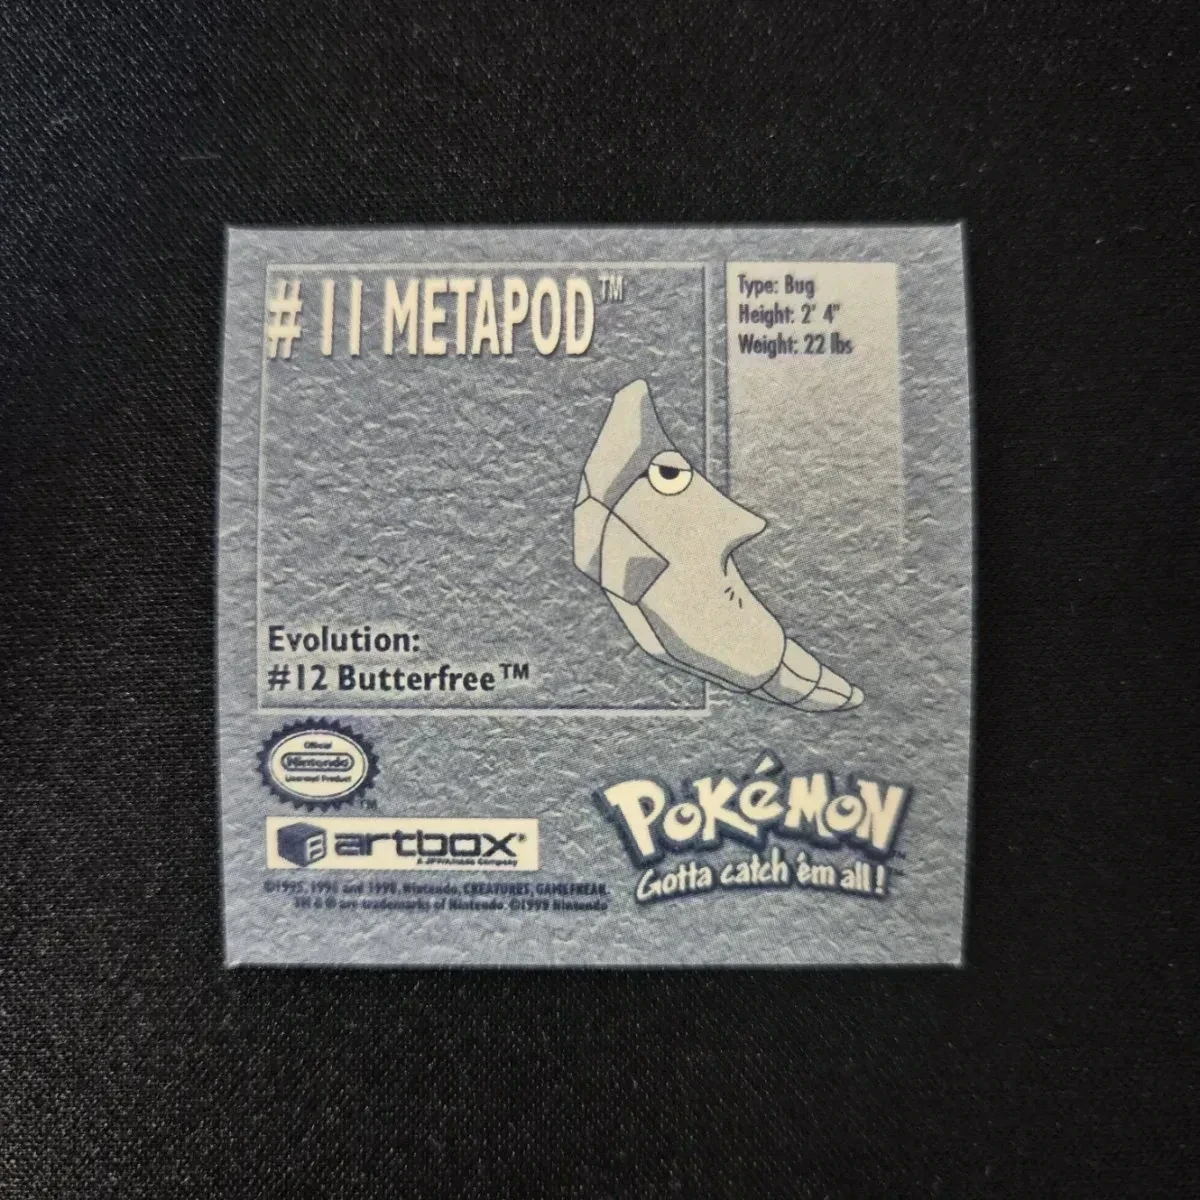 # 11 METAPOD™
Type: Bug
Height: 2' 4"
Weight: 22 lbs
Evolution:
#12 Butterfree™
Official
Nintendo
Licensed Product
TM
artbox
Company
POKéMON
Gotta catch 'em all!
©1995, 1996 and 1998, Nintendo, CREATURES, GAMEFREAK.
TM & ® are trademarks of Nintendo. ©1999 Nintendo